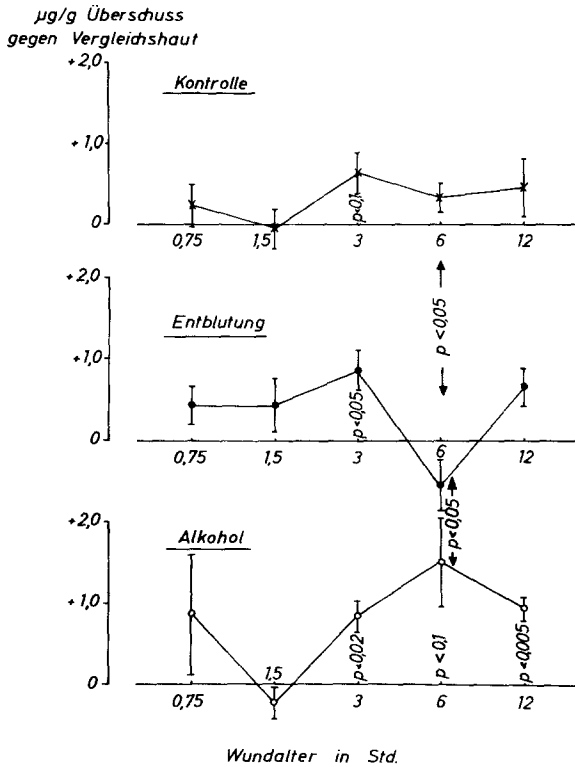 µg/g Überschuss
gegen Vergleichshaut
+2,0
Kontrolle
+1,0
p<0,1
0
0,75 1,5 3 6 12
+2,0
p < 0,05
Entblutung
+1,0
p<0,05
0
0,75 1,5 3 6 12
+2,0
p<0,05
Alkohol
+1,0
p<0,02 p <0,1 p<0,005
1,5
0
0,75 3 6 12
Wundalter in Std.